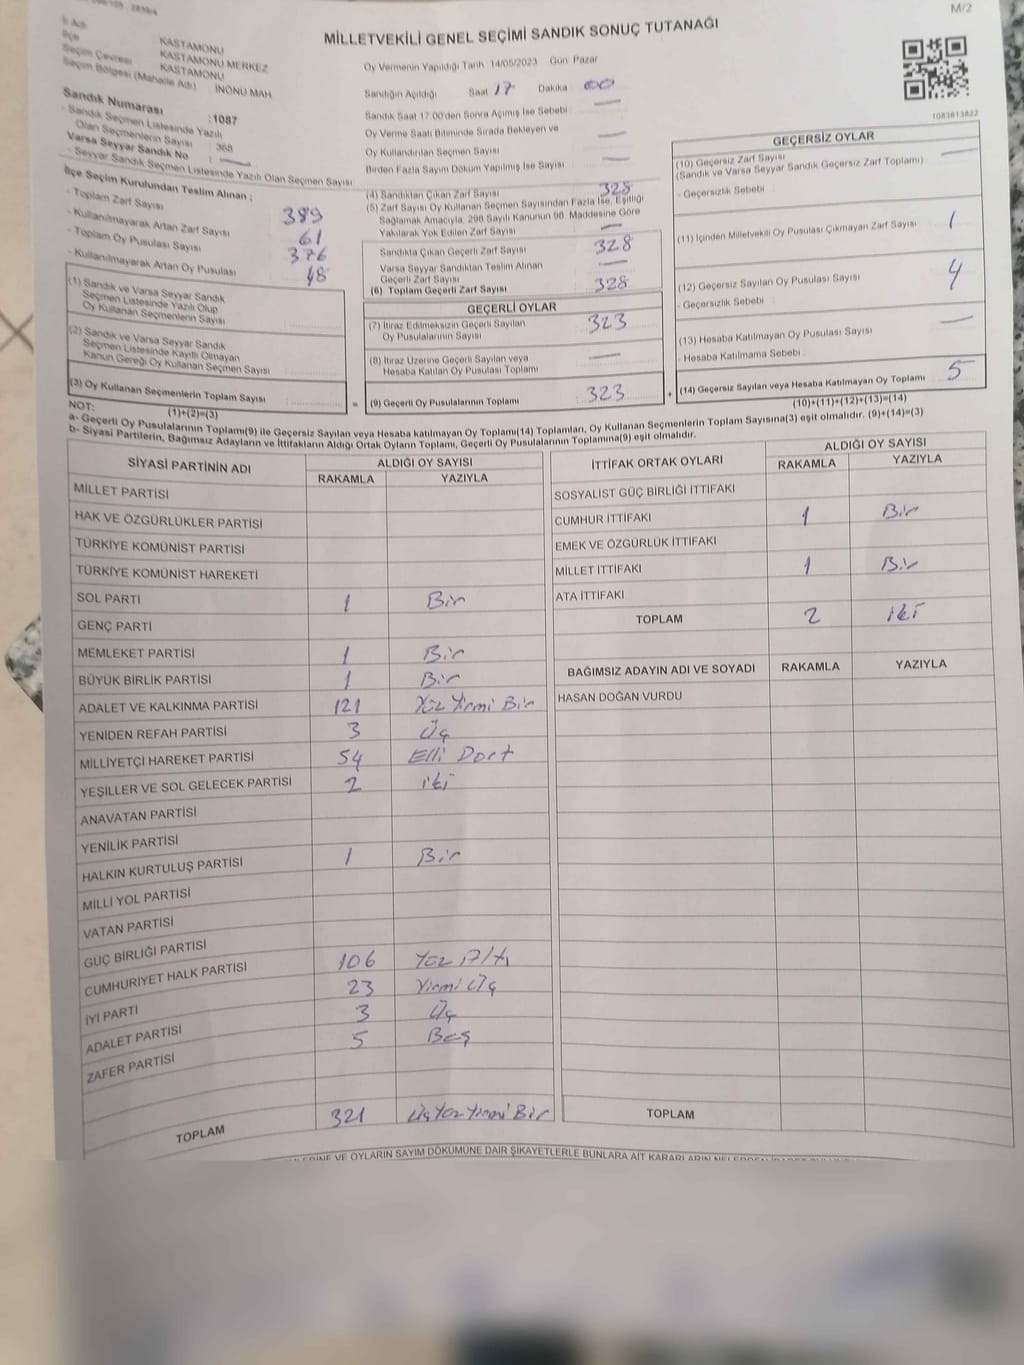 M/2
MİLLETVEKİLİ GENEL SEÇİMİ SANDIK SONUÇ TUTANAĞI
İl Adı KASTAMONU
İlçe KASTAMONU MERKEZ
Seçim Çevresi KASTAMONU
Seçim Bölgesi (Mahalle Adı) İNÖNÜ MAH
Sandık Numarası :1087
- Sandık Seçmen Listesinde Yazılı
Olan Seçmenlerin Sayısı : 368
Varsa Seyyar Sandık No : —
- Seyyar Sandık Seçmen Listesinde Yazılı Olan Seçmen Sayısı
İlçe Seçim Kurulundan Teslim Alınan ;
- Toplam Zarf Sayısı 389
- Kullanılmayarak Artan Zarf Sayısı 61
- Toplam Oy Pusulası Sayısı 376
- Kullanılmayarak Artan Oy Pusulası 48
(1) Sandık ve Varsa Seyyar Sandık
Seçmen Listesinde Yazılı Olup
Oy Kullanan Seçmenlerin Sayısı
(2) Sandık ve Varsa Seyyar Sandık
Seçmen Listesinde Kayıtlı Olmayan
Kanun Gereği Oy Kullanan Seçmen Sayısı
(3) Oy Kullanan Seçmenlerin Toplam Sayısı
(1)+(2)=(3)
Oy Vermenin Yapıldığı Tarih 14/05/2023 Gün Pazar
Sandığın Açıldığı Saat 17 Dakika 00
Sandık Saat 17.00'den Sonra Açımış İse Sebebi —
Oy Verme Saati Bitiminde Sırada Bekleyen ve
Oy Kullandırılan Seçmen Sayısı —
Birden Fazla Sayım Döküm Yapılmış İse Sayısı —
(4) Sandıktan Çıkan Zarf Sayısı 328
(5) Zarf Sayısı Oy Kullanan Seçmen Sayısından Fazla İse, Eşitliği
Sağlamak Amacıyla, 298 Sayılı Kanunun 98. Maddesine Göre
Yakılarak Yok Edilen Zarf Sayısı —
Sandıkta Çıkan Geçerli Zarf Sayısı 328
Varsa Seyyar Sandıktan Teslim Alınan
Geçerli Zarf Sayısı —
(6) Toplam Geçerli Zarf Sayısı 328
GEÇERLİ OYLAR
(7) İtiraz Edilmeksizin Geçerli Sayılan
Oy Pusulalarının Sayısı 323
(8) İtiraz Üzerine Geçerli Sayılan veya
Hesaba Katılan Oy Pusulası Toplamı —
= (9) Geçerli Oy Pusulalarının Toplamı 323 +
1083813822
GEÇERSİZ OYLAR
(10) Geçersiz Zarf Sayısı —
(Sandık ve Varsa Seyyar Sandık Geçersiz Zarf Toplamı)
- Geçersizlik Sebebi :
(11) İçinden Milletvekili Oy Pusulası Çıkmayan Zarf Sayısı 1
(12) Geçersiz Sayılan Oy Pusulası Sayısı 4
- Geçersizlik Sebebi :
(13) Hesaba Katılmayan Oy Pusulası Sayısı —
- Hesaba Katılmama Sebebi :
(14) Geçersiz Sayılan veya Hesaba Katılmayan Oy Toplamı 5
(10)+(11)+(12)+(13)=(14)
NOT:
a- Geçerli Oy Pusulasının Toplamı(9) ile Geçersiz Sayılan veya Hesaba Katılmayan Oy Toplamı(14) Toplamları, Oy Kullanan Seçmenlerin Toplam Sayısına(3) eşit olmalıdır. (9)+(14)=(3)
b- Siyasi Partilerin, Bağımsız Adayların ve İttifakların Aldığı Ortak Oyların Toplamı, Geçerli Oy Pusulalarının Toplamına(9) eşit olmalıdır.
SİYASİ PARTİNİN ADI ALDIĞI OY SAYISI
RAKAMLA YAZIYLA
MİLLET PARTİSİ
HAK VE ÖZGÜRLÜKLER PARTİSİ
TÜRKİYE KOMÜNİST PARTİSİ
TÜRKİYE KOMÜNİST HAREKETİ
SOL PARTİ 1 Bir
GENÇ PARTİ
MEMLEKET PARTİSİ 1 Bir
BÜYÜK BİRLİK PARTİSİ 1 Bir
ADALET VE KALKINMA PARTİSİ 121 Yüz Yirmi Bir
YENİDEN REFAH PARTİSİ 3 Üç
MİLLİYETÇİ HAREKET PARTİSİ 54 Elli Dört
YEŞİLLER VE SOL GELECEK PARTİSİ 2 iki
ANAVATAN PARTİSİ
YENİLİK PARTİSİ
HALKIN KURTULUŞ PARTİSİ 1 Bir
MİLLİ YOL PARTİSİ
VATAN PARTİSİ
GÜÇ BİRLİĞİ PARTİSİ
CUMHURİYET HALK PARTİSİ 106 Yüz Altı
İYİ PARTİ 23 Yirmi Üç
ADALET PARTİSİ 3 Üç
ZAFER PARTİSİ 5 Beş
TOPLAM 321 Üç Yüz Yirmi Bir
İTTİFAK ORTAK OYLARI ALDIĞI OY SAYISI
RAKAMLA YAZIYLA
SOSYALİST GÜÇ BİRLİĞİ İTTİFAKI
CUMHUR İTTİFAKI 1 Bir
EMEK VE ÖZGÜRLÜK İTTİFAKI
MİLLET İTTİFAKI 1 Bir
ATA İTTİFAKI
TOPLAM 2 iki
BAĞIMSIZ ADAYIN ADI VE SOYADI RAKAMLA YAZIYLA
HASAN DOĞAN VURDU
TOPLAM
VE OYLARIN SAYIM DÖKÜMÜNE DAİR ŞİKAYETLERLE BUNLARA AİT KARARLARIN